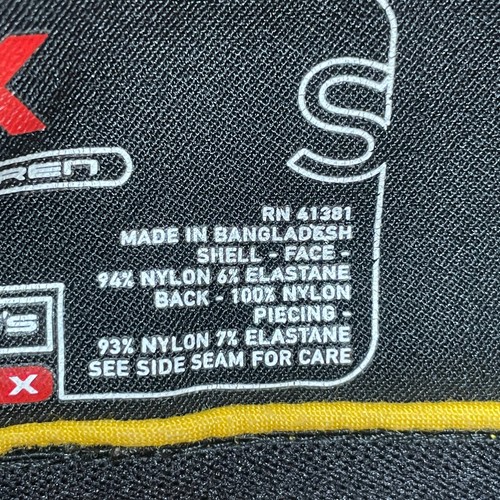 X
REN
S
RN 41381
MADE IN BANGLADESH
SHELL - FACE -
94% NYLON 6% ELASTANE
BACK - 100% NYLON
PIECING -
93% NYLON 7% ELASTANE
SEE SIDE SEAM FOR CARE
'S
X